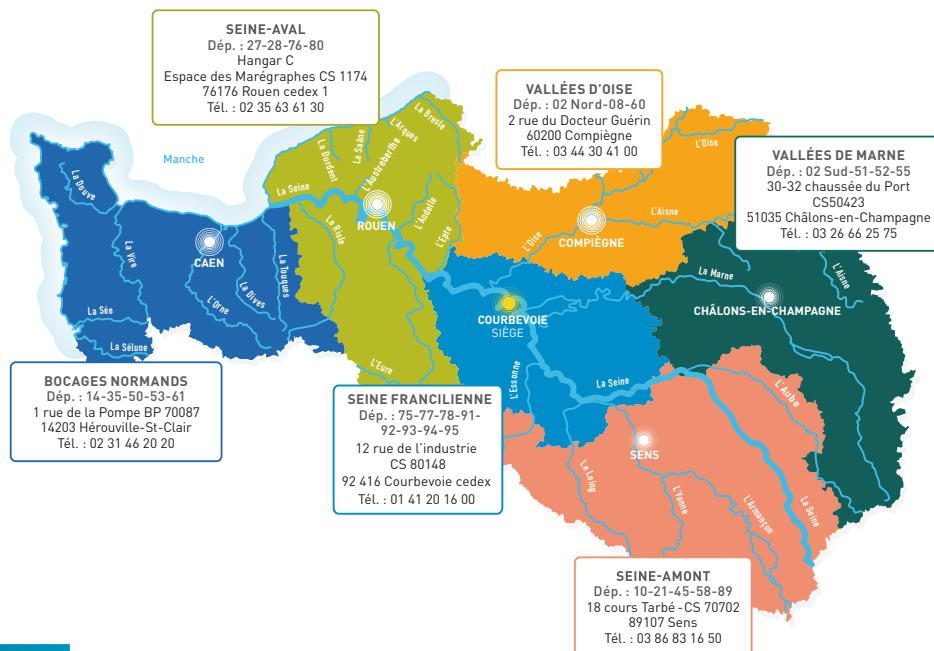 SEINE-AVAL
Dép. : 27-28-76-80
Hangar C
Espace des Marégraphes CS 1174
76176 Rouen cedex 1
Tél. : 02 35 63 61 30
VALLÉES D'OISE
Dép. : 02 Nord-08-60
2 rue du Docteur Guérin
60200 Compiègne
Tél. : 03 44 30 41 00
VALLÉES DE MARNE
Dép. : 02 Sud-51-52-55
30-32 chaussée du Port
CS50423
51035 Châlons-en-Champagne
Tél. : 03 26 66 25 75
Manche
La Douve
La Vire
La Sée
La Sélune
CAEN
L'Orne
La Dives
La Touques
La Seine
La Durdent
La Saâne
L'Austreberthe
L'Arques
La Bresle
ROUEN
La Risle
L'Andelle
L'Epte
L'Eure
L'Oise
L'Oise
L'Aisne
COMPIÈGNE
La Marne
L'Aisne
CHÂLONS-EN-CHAMPAGNE
COURBEVOIE
SIÈGE
L'Essonne
La Seine
L'Aube
SENS
Le Loing
L'Yonne
L'Armançon
La Seine
BOCAGES NORMANDS
Dép. : 14-35-50-53-61
1 rue de la Pompe BP 70087
14203 Hérouville-St-Clair
Tél. : 02 31 46 20 20
SEINE FRANCILIENNE
Dép. : 75-77-78-91-
92-93-94-95
12 rue de l'industrie
CS 80148
92 416 Courbevoie cedex
Tél. : 01 41 20 16 00
SEINE-AMONT
Dép. : 10-21-45-58-89
18 cours Tarbé - CS 70702
89107 Sens
Tél. : 03 86 83 16 50